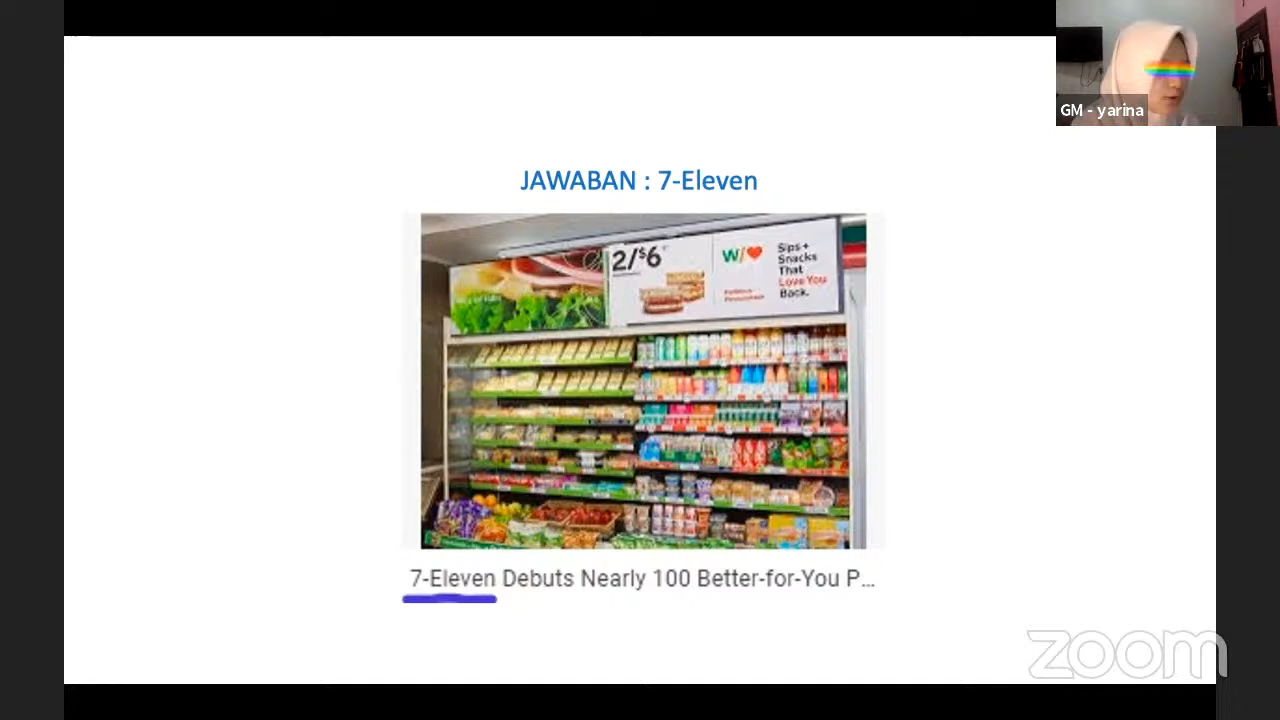 GM - yarina
JAWABAN : 7-Eleven
2/$6
W/
Sips +
Snacks
That
Love You
Back.
7-Eleven Debuts Nearly 100 Better-for-You P...
zoom